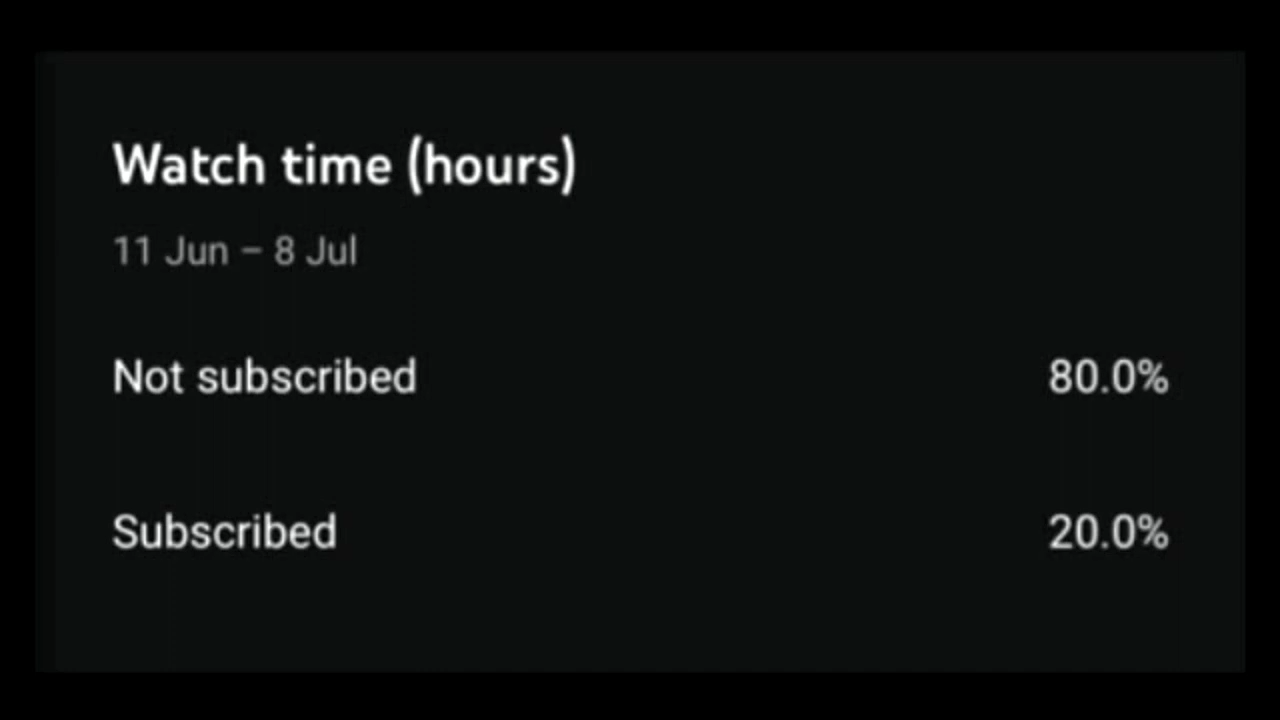 Watch time (hours)
11 Jun – 8 Jul
Not subscribed 80.0%
Subscribed 20.0%